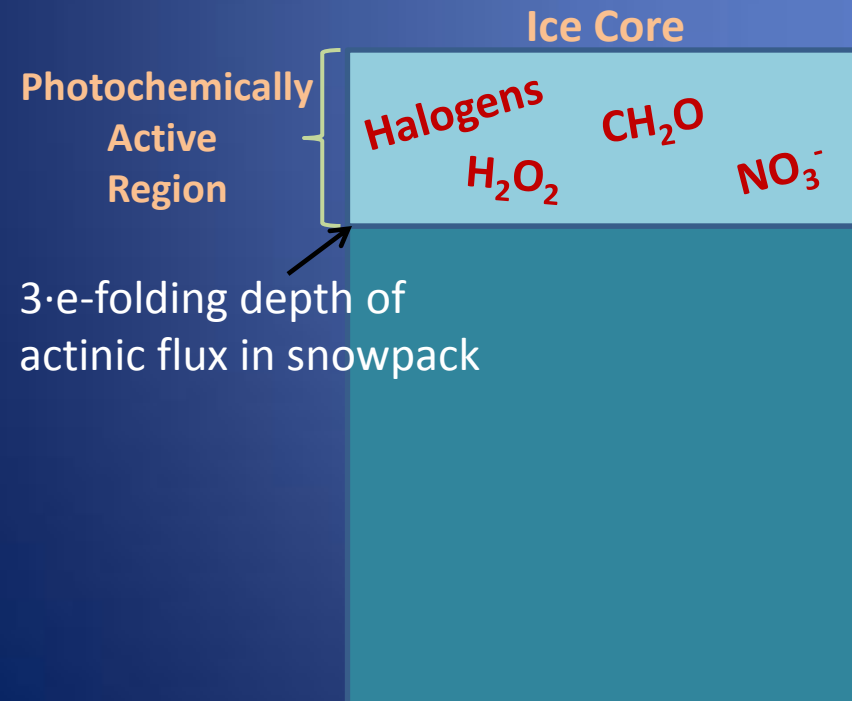 Ice Core
Photochemically
Active
Region
Halogens
CH₂O
H₂O₂
NO₃⁻
3·e-folding depth of
actinic flux in snowpack